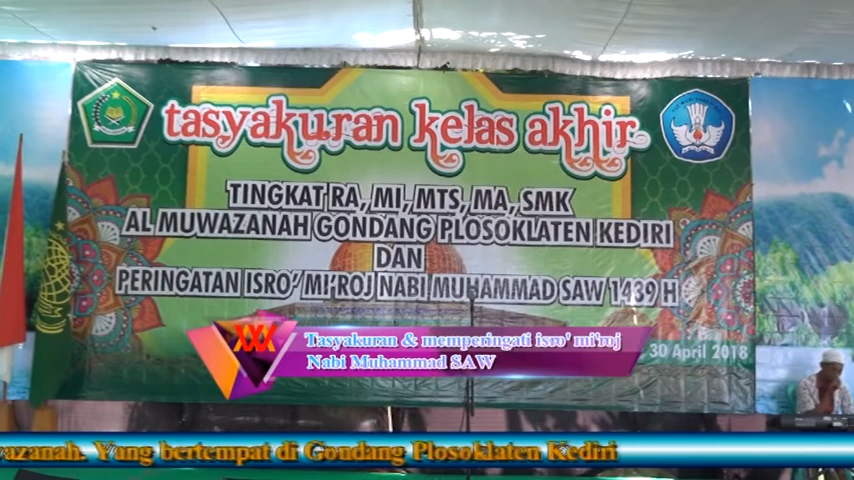 tasyakuran kelas akhir
TINGKAT RA, MI, MTS, MA, SMK
AL MUWAZANAH GONDANG PLOSOKLATEN KEDIRI
DAN
PERINGATAN ISRO' MI'ROJ NABI MUHAMMAD SAW 1439 H
XXX
Tasyakuran & memperingati isro' mi'roj
Nabi Muhammad SAW
30 April 2018
wazanah. Yang bertempat di Gondang Plosoklaten Kediri